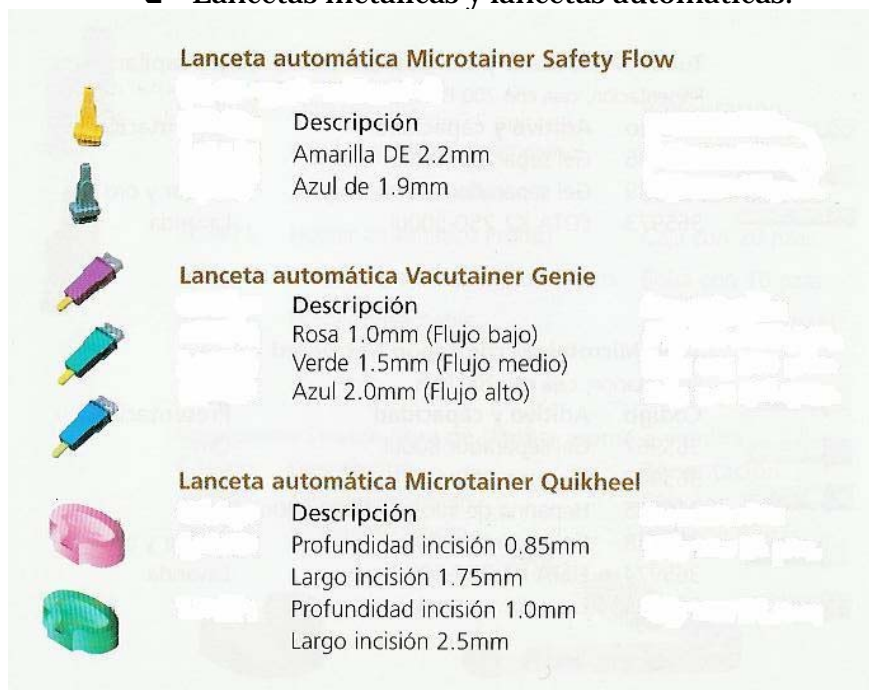 Lancetas metálicas y lancetas automáticas.
Lanceta automática Microtainer Safety Flow
Descripción
Amarilla DE 2.2mm
Azul de 1.9mm
Lanceta automática Vacutainer Genie
Descripción
Rosa 1.0mm (Flujo bajo)
Verde 1.5mm (Flujo medio)
Azul 2.0mm (Flujo alto)
Lanceta automática Microtainer Quikheel
Descripción
Profundidad incisión 0.85mm
Largo incisión 1.75mm
Profundidad incisión 1.0mm
Largo incisión 2.5mm